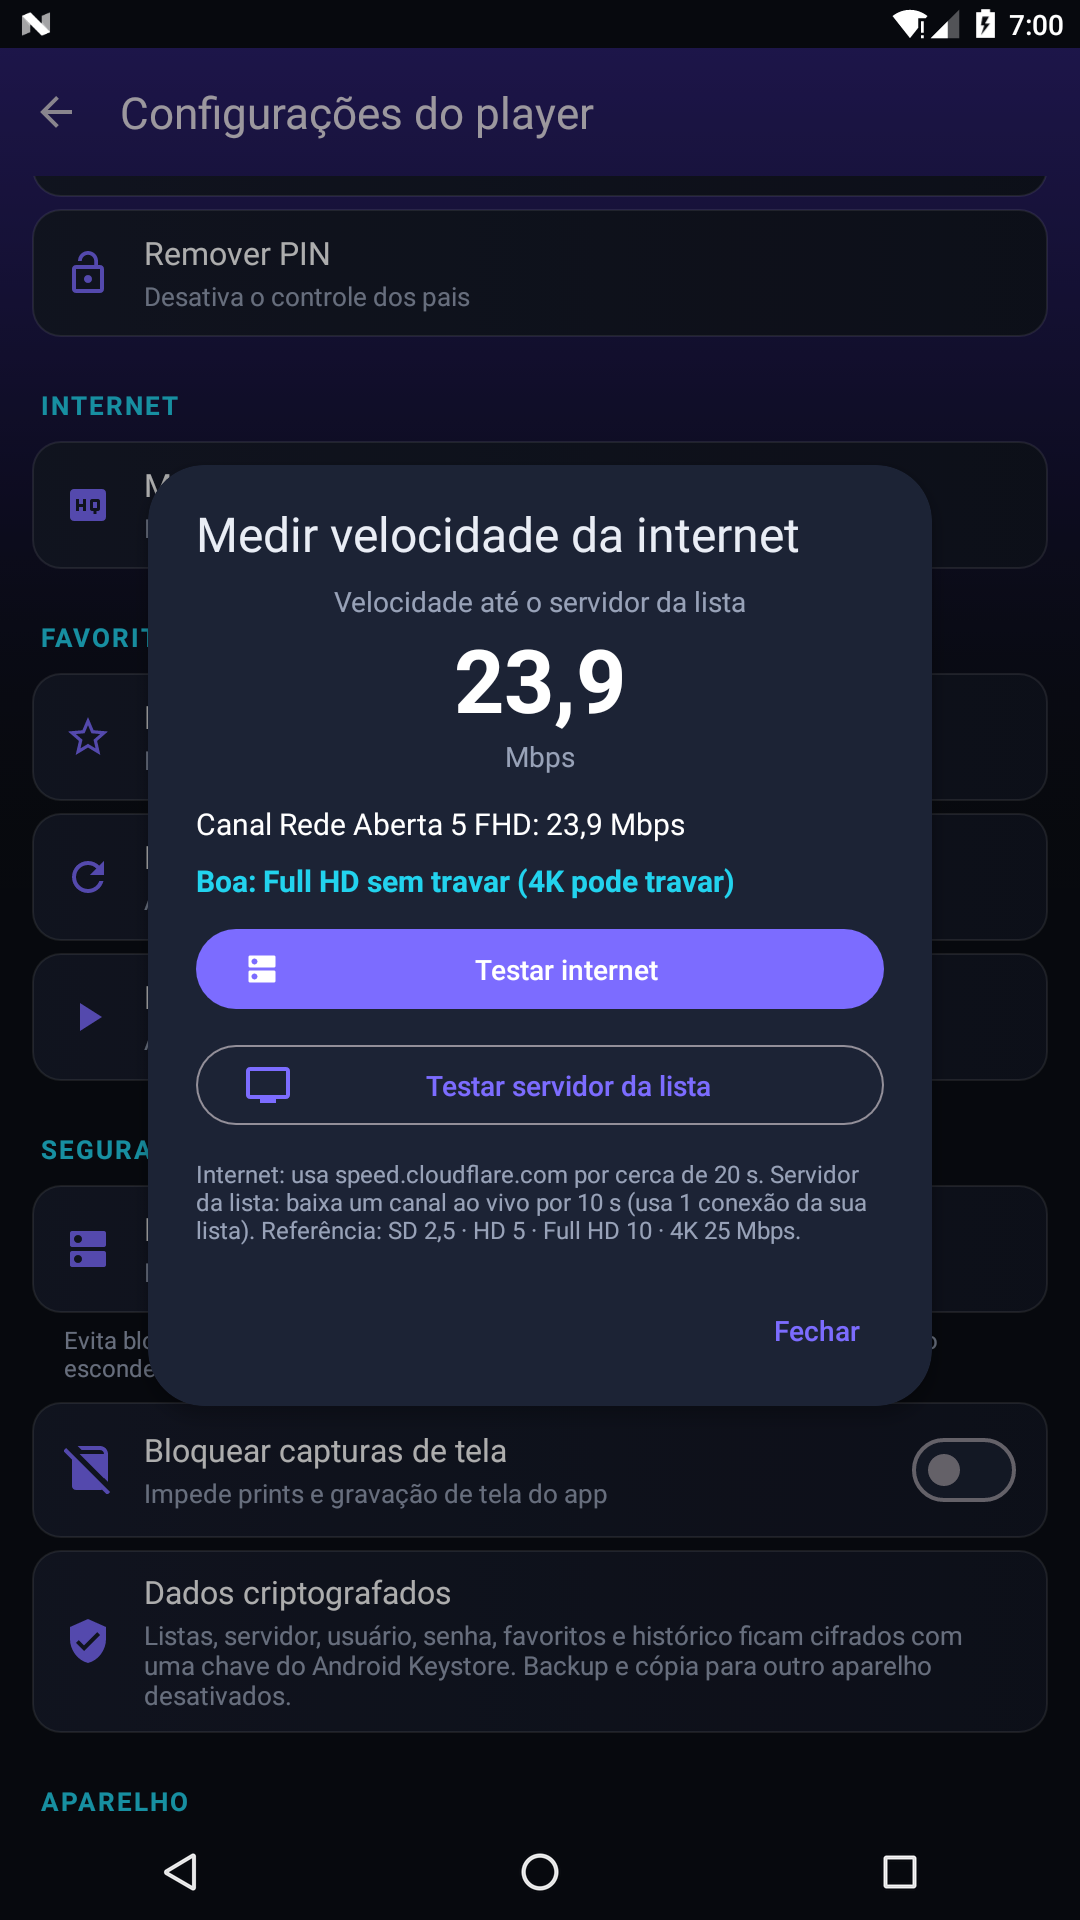 7:00
Configurações do player
Remover PIN
Desativa o controle dos pais
INTERNET
HQ
Medir velocidade da internet
Velocidade até o servidor da lista
23,9
Mbps
Canal Rede Aberta 5 FHD: 23,9 Mbps
Boa: Full HD sem travar (4K pode travar)
Testar internet
Testar servidor da lista
Internet: usa speed.cloudflare.com por cerca de 20 s. Servidor
da lista: baixa um canal ao vivo por 10 s (usa 1 conexão da sua
lista). Referência: SD 2,5 · HD 5 · Full HD 10 · 4K 25 Mbps.
Fechar
Evita
Bloquear capturas de tela
Impede prints e gravação de tela do app
Dados criptografados
Listas, servidor, usuário, senha, favoritos e histórico ficam cifrados com
uma chave do Android Keystore. Backup e cópia para outro aparelho
desativados.
APARELHO